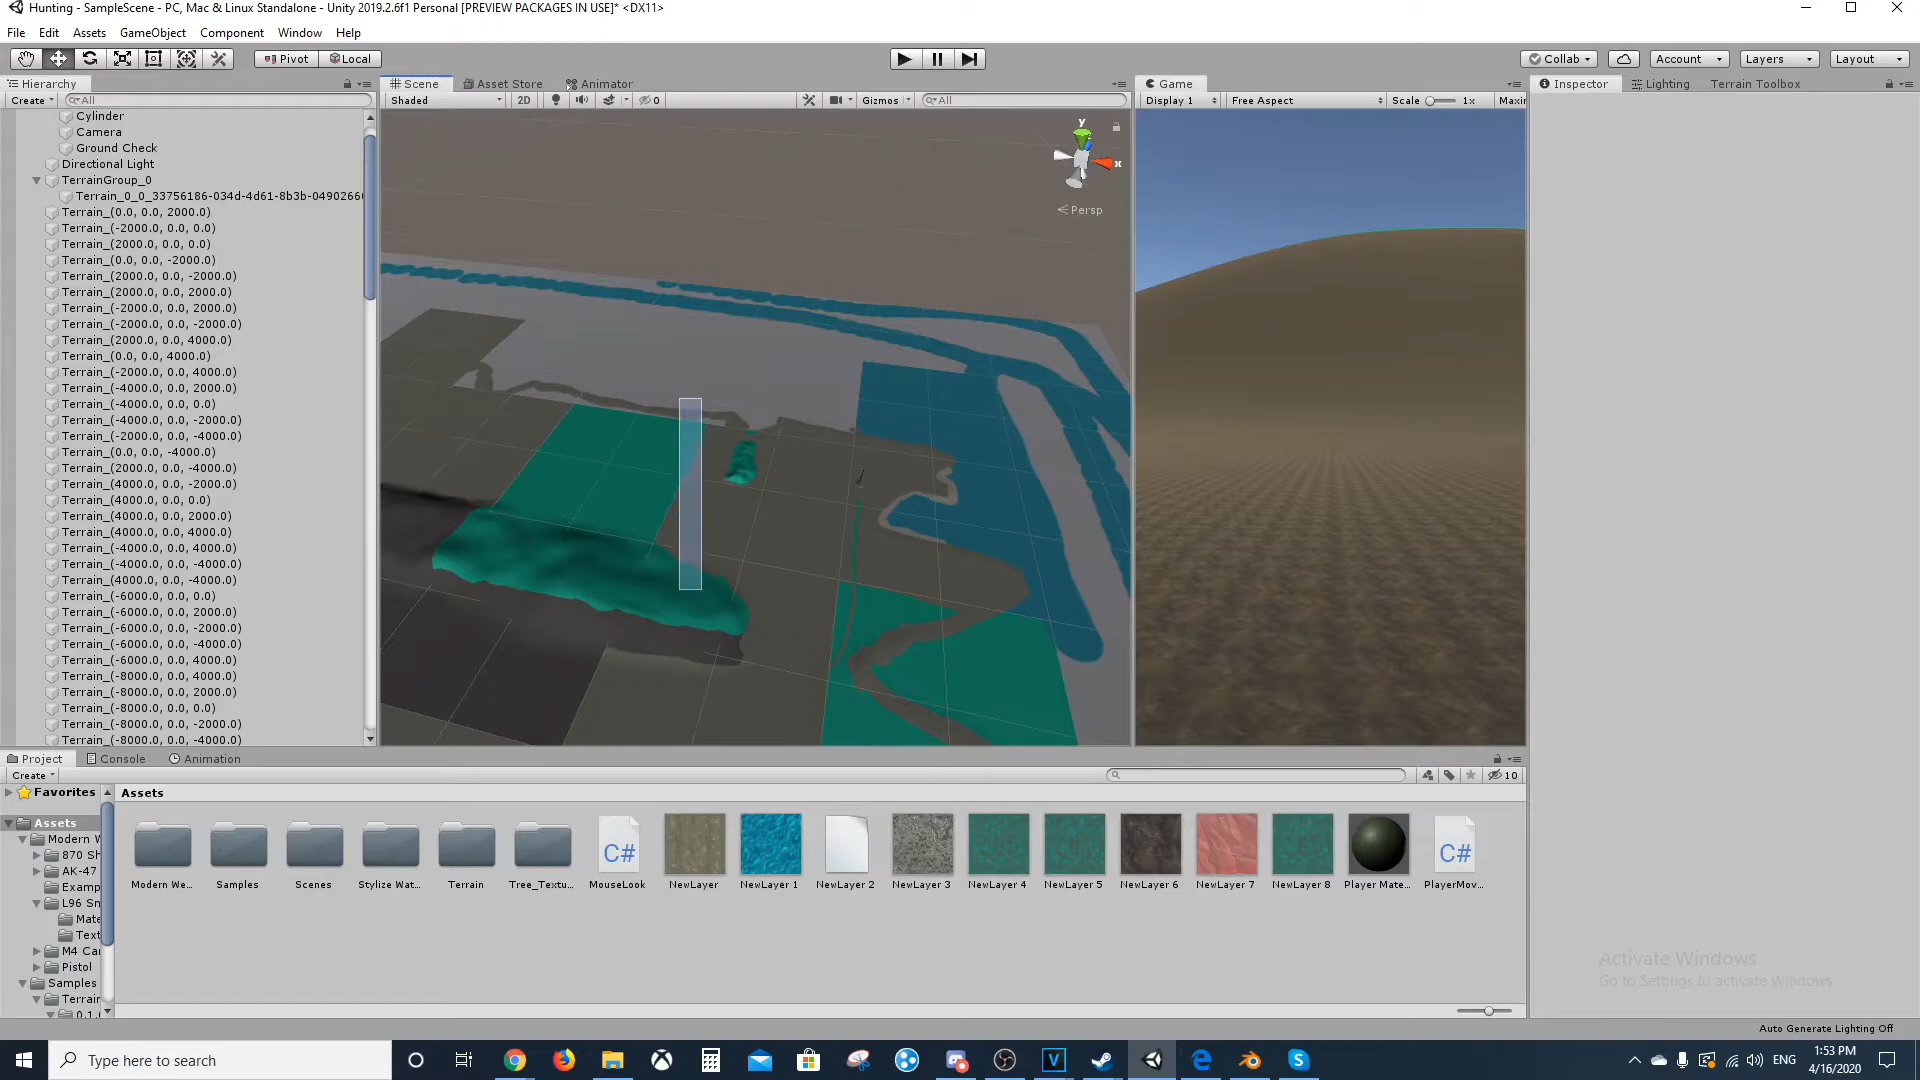 Hunting - SampleScene - PC, Mac & Linux Standalone - Unity 2019.2.6f1 Personal [PREVIEW PACKAGES IN USE]* <DX11>
File Edit Assets GameObject Component Window Help
Pivot Local Collab Account Layers Layout
Hierarchy Scene Asset Store Animator Game Inspector Lighting Terrain Toolbox
Create All Shaded 2D 0 Gizmos All Display 1 Free Aspect Scale 1x Maxir
Cylinder
Camera
Ground Check
Directional Light
TerrainGroup_0
Terrain_0_0_33756186-034d-4d61-8b3b-0490266
Terrain_(0.0, 0.0, 2000.0)
Terrain_(-2000.0, 0.0, 0.0)
Terrain_(2000.0, 0.0, 0.0)
Terrain_(0.0, 0.0, -2000.0)
Terrain_(2000.0, 0.0, -2000.0)
Terrain_(2000.0, 0.0, 2000.0)
Terrain_(-2000.0, 0.0, 2000.0)
Terrain_(-2000.0, 0.0, -2000.0)
Terrain_(2000.0, 0.0, 4000.0)
Terrain_(0.0, 0.0, 4000.0)
Terrain_(-2000.0, 0.0, 4000.0)
Terrain_(-4000.0, 0.0, 2000.0)
Terrain_(-4000.0, 0.0, 0.0)
Terrain_(-4000.0, 0.0, -2000.0)
Terrain_(-2000.0, 0.0, -4000.0)
Terrain_(0.0, 0.0, -4000.0)
Terrain_(2000.0, 0.0, -4000.0)
Terrain_(4000.0, 0.0, -2000.0)
Terrain_(4000.0, 0.0, 0.0)
Terrain_(4000.0, 0.0, 2000.0)
Terrain_(4000.0, 0.0, 4000.0)
Terrain_(-4000.0, 0.0, 4000.0)
Terrain_(-4000.0, 0.0, -4000.0)
Terrain_(4000.0, 0.0, -4000.0)
Terrain_(-6000.0, 0.0, 0.0)
Terrain_(-6000.0, 0.0, 2000.0)
Terrain_(-6000.0, 0.0, -2000.0)
Terrain_(-6000.0, 0.0, -4000.0)
Terrain_(-6000.0, 0.0, 4000.0)
Terrain_(-8000.0, 0.0, 4000.0)
Terrain_(-8000.0, 0.0, 2000.0)
Terrain_(-8000.0, 0.0, 0.0)
Terrain_(-8000.0, 0.0, -2000.0)
Terrain_(-8000.0, 0.0, -4000.0)
y
x
Persp
Project Console Animation
Create 10
Favorites
Assets
Modern W
870 Sh
AK-47
Examp
L96 Sn
Mate
Text
M4 Car
Pistol
Samples
Terrain
0.1.
Assets
Modern We... Samples Scenes Stylize Wat... Terrain Tree_Textu... MouseLook NewLayer NewLayer 1 NewLayer 2 NewLayer 3 NewLayer 4 NewLayer 5 NewLayer 6 NewLayer 7 NewLayer 8 Player Mate... PlayerMov...
C#
C#
Activate Windows
Go to Settings to activate Windows.
Auto Generate Lighting Off
Type here to search
ENG
1:53 PM
4/16/2020